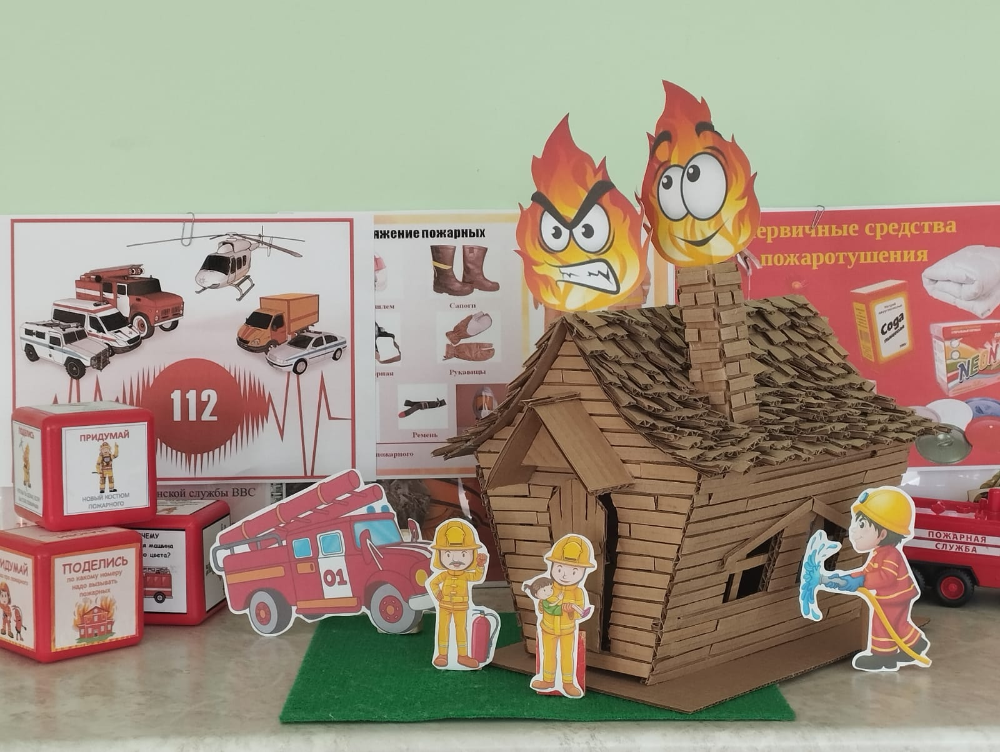 112
яжение пожарных
шлем
Сапоги
рная
Рукавицы
Ремень
пожарного
ервичные средства
пожаротушения
Сода
NEON
нской службы ВВС
ПОДЕЛИСЬ
ПРИДУМАЙ
НОВЫЙ КОСТЮМ
ПОЖАРНОГО
ЧЕМУ
я машина
о цвета?
ИДУМАЙ
ПОДЕЛИСЬ
по какому номеру
надо вызывать
пожарных
01
ПОЖАРНАЯ
СЛУЖБА